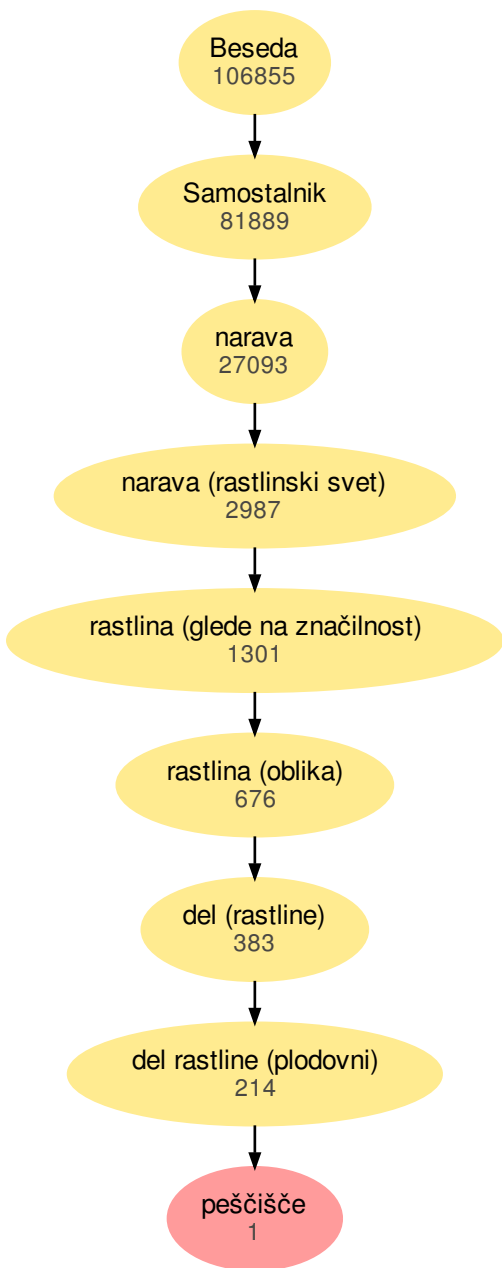 Beseda
106855
Samostalnik
81889
narava
27093
narava (rastlinski svet)
2987
rastlina (glede na značilnost)
1301
rastlina (oblika)
676
del (rastline)
383
del rastline (plodovni)
214
peščišče
1